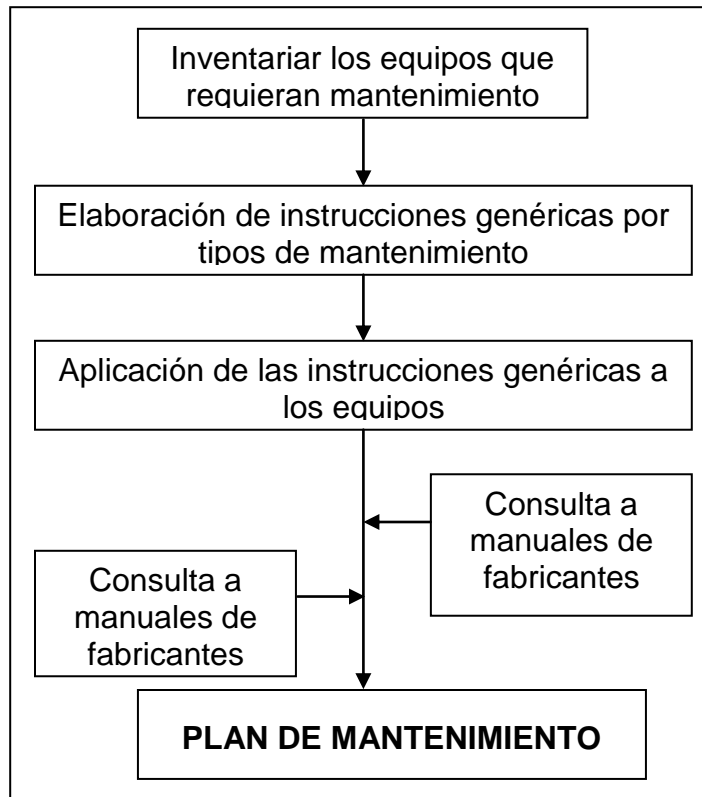 Inventariar los equipos que
requieran mantenimiento
Elaboración de instrucciones genéricas por
tipos de mantenimiento
Aplicación de las instrucciones genéricas a
los equipos
Consulta a
manuales de
fabricantes
Consulta a
manuales de
fabricantes
PLAN DE MANTENIMIENTO